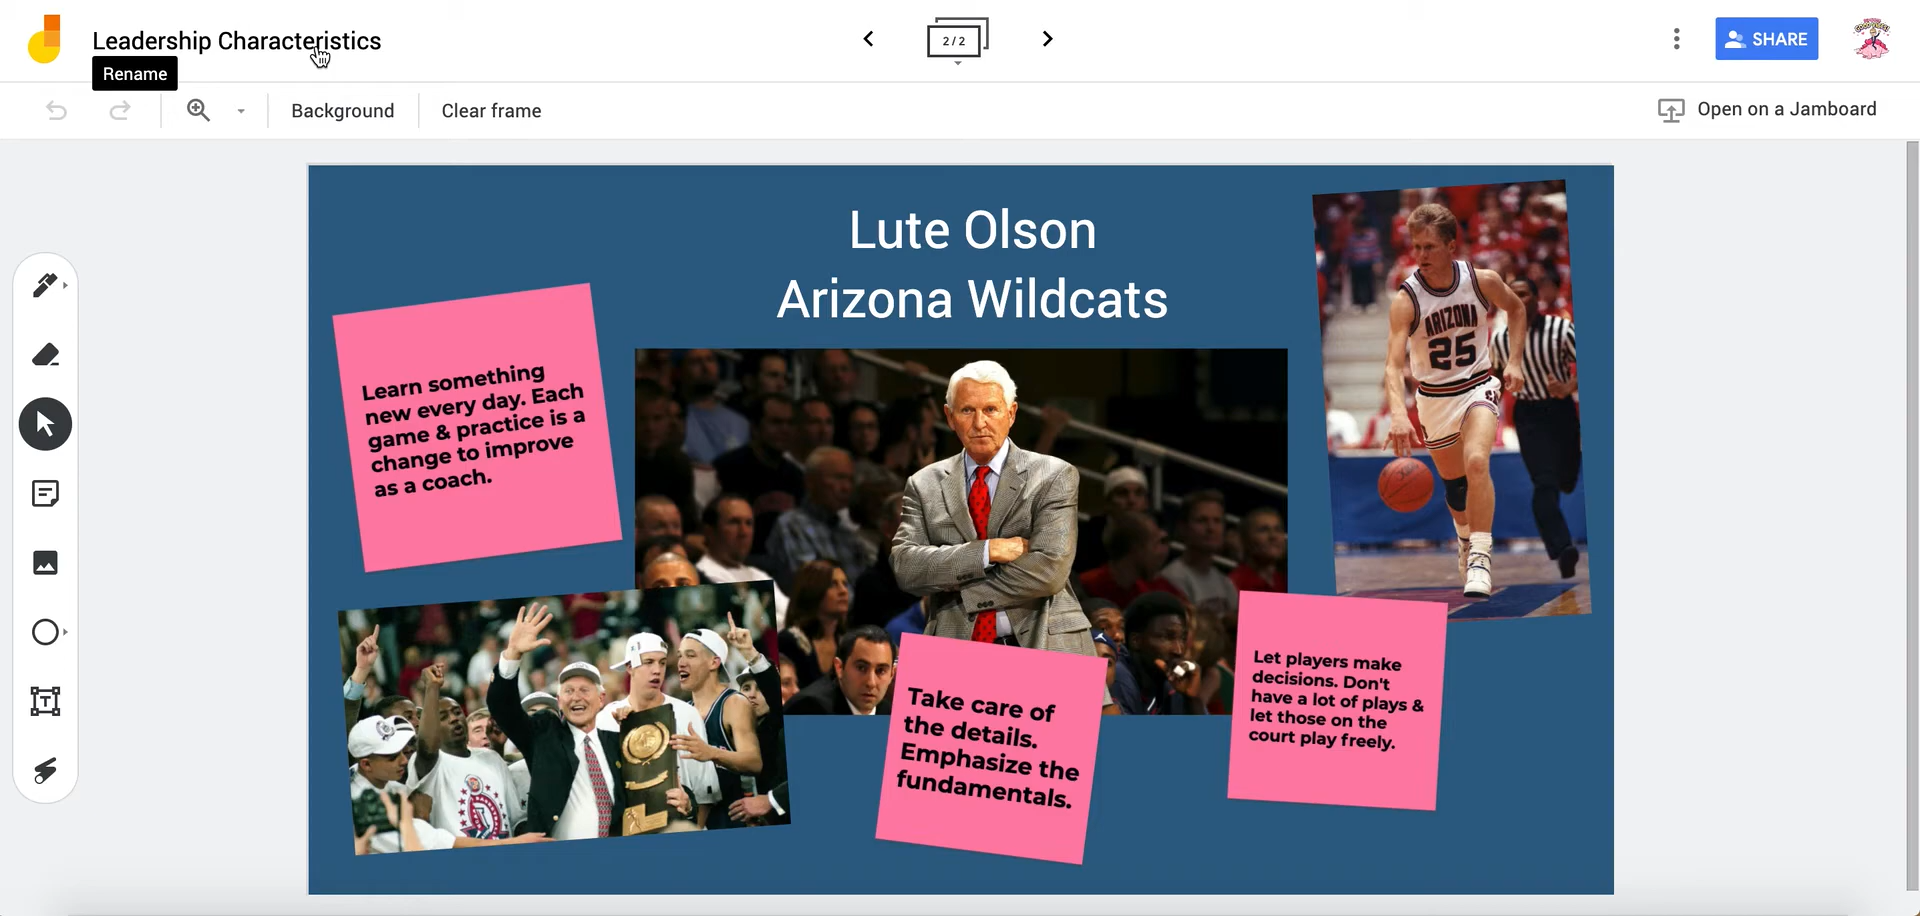 Leadership Characteristics
Rename
2 / 2
SHARE
Background
Clear frame
Open on a Jamboard
Lute Olson
Arizona Wildcats
Learn something
new every day. Each
game & practice is a
change to improve
as a coach.
ARIZONA
25
Take care of
the details.
Emphasize the
fundamentals.
Let players make
decisions. Don't
have a lot of plays &
let those on the
court play freely.
T